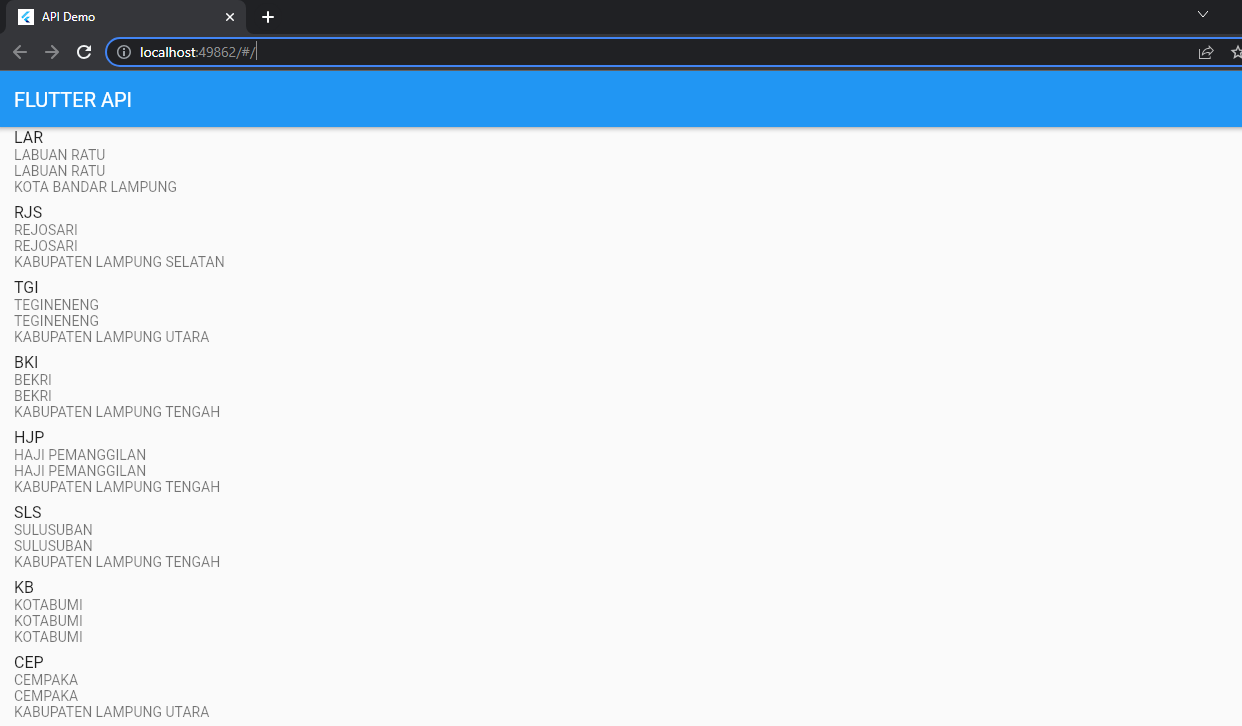 API Demo
localhost:49862/#/
FLUTTER API
LAR
LABUAN RATU
LABUAN RATU
KOTA BANDAR LAMPUNG
RJS
REJOSARI
REJOSARI
KABUPATEN LAMPUNG SELATAN
TGI
TEGINENENG
TEGINENENG
KABUPATEN LAMPUNG UTARA
BKI
BEKRI
BEKRI
KABUPATEN LAMPUNG TENGAH
HJP
HAJI PEMANGGILAN
HAJI PEMANGGILAN
KABUPATEN LAMPUNG TENGAH
SLS
SULUSUBAN
SULUSUBAN
KABUPATEN LAMPUNG TENGAH
KB
KOTABUMI
KOTABUMI
KOTABUMI
CEP
CEMPAKA
CEMPAKA
KABUPATEN LAMPUNG UTARA